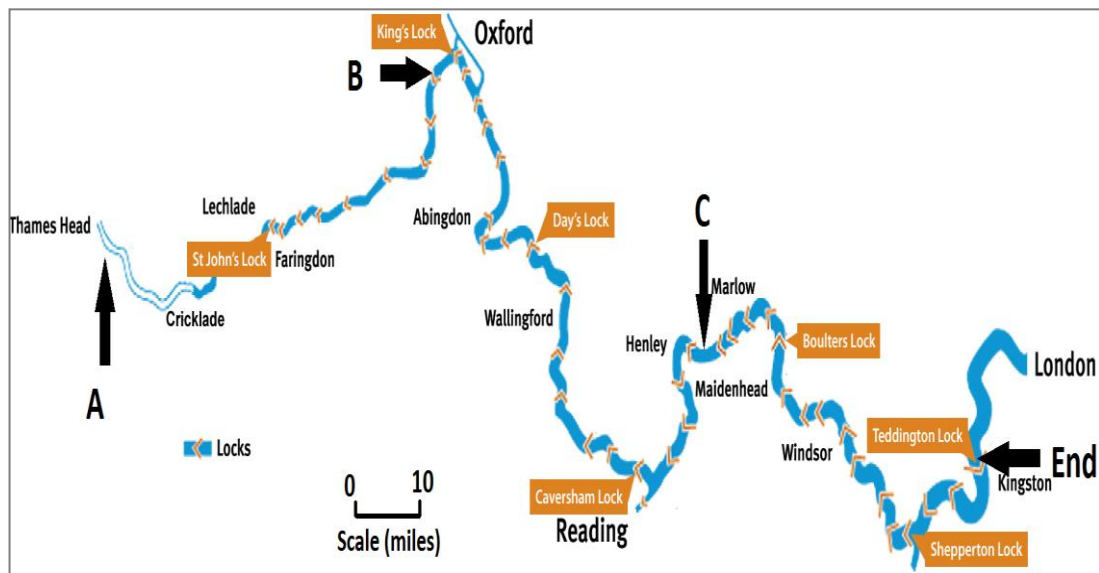 King's Lock
Oxford
B
Lechlade
Thames Head
St John's Lock
Faringdon
Cricklade
A
Abingdon
Day's Lock
C
Wallingford
Marlow
Henley
Boulters Lock
Maidenhead
London
Locks
Windsor
Teddington Lock
End
Kingston
0 10
Scale (miles)
Caversham Lock
Reading
Shepperton Lock